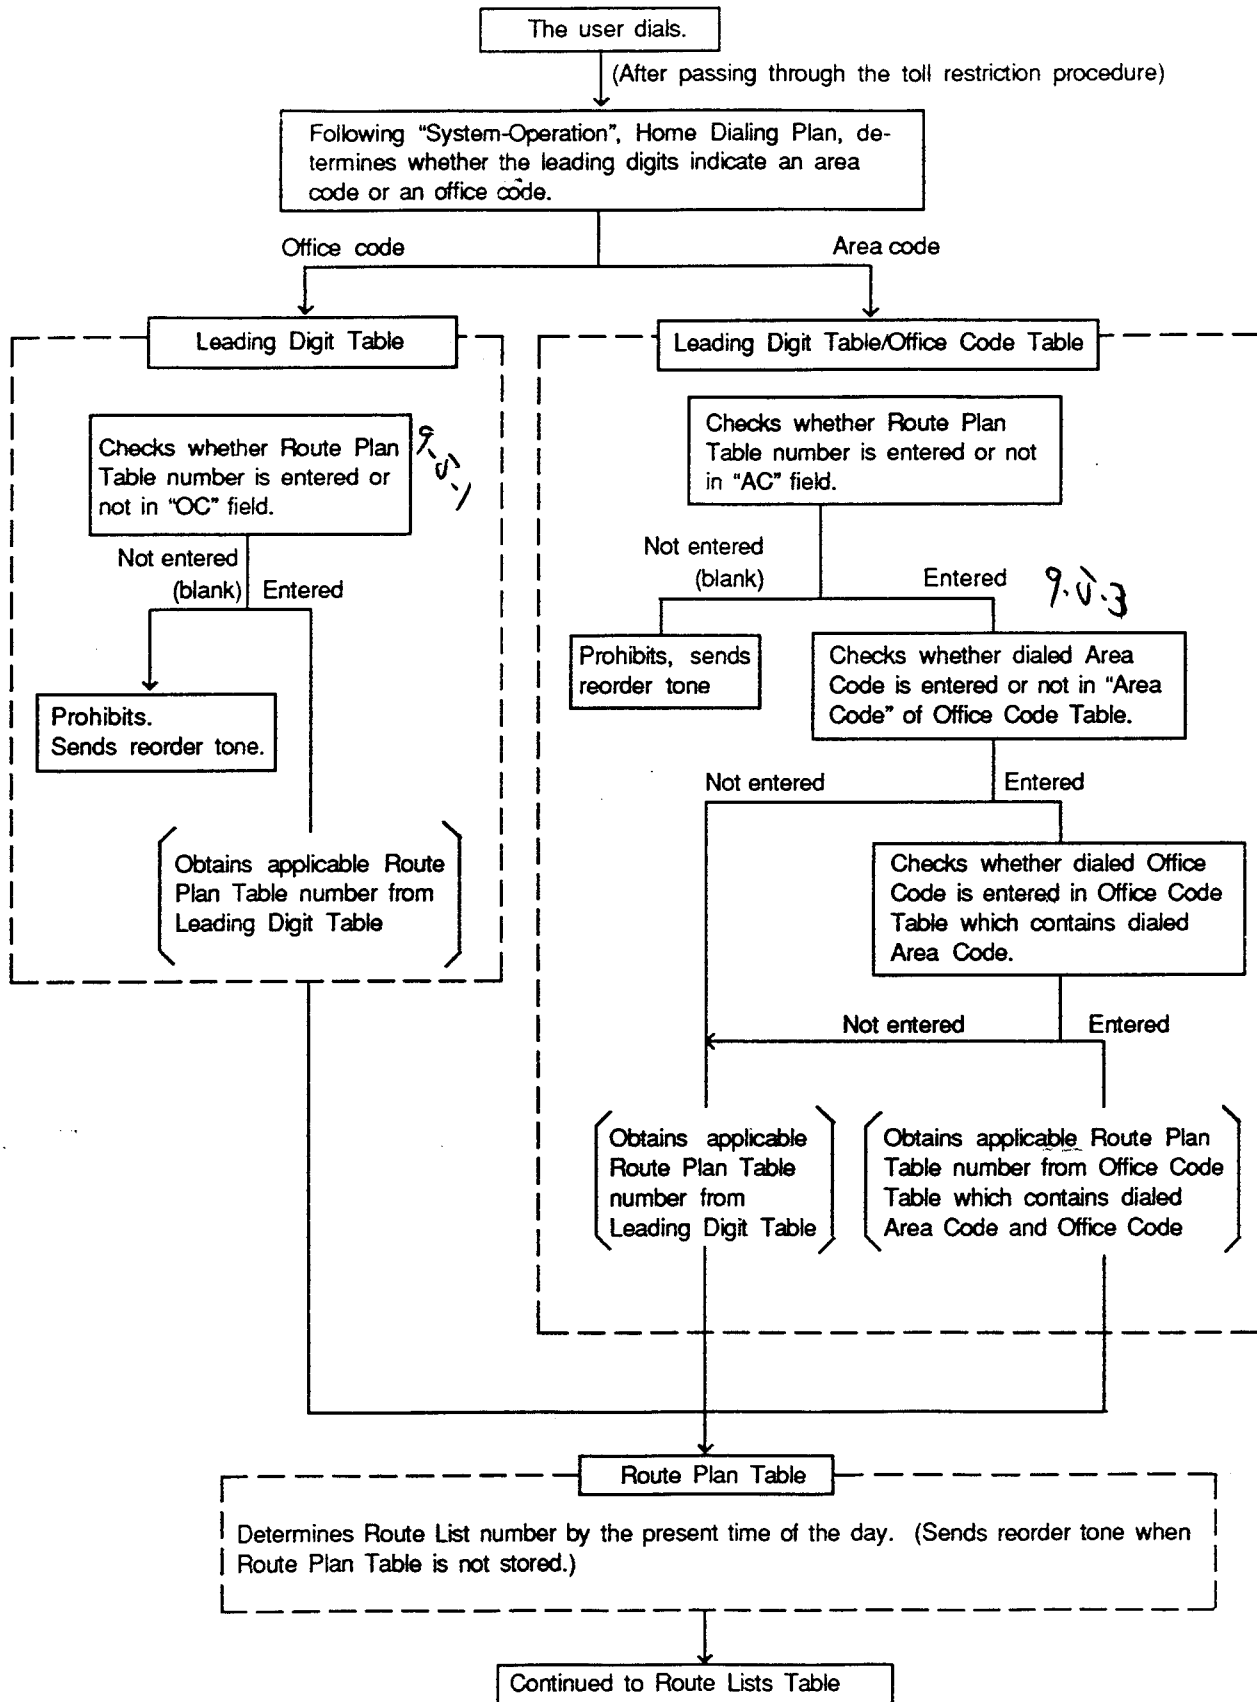 The user dials.
(After passing through the toll restriction procedure)
Following “System-Operation”, Home Dialing Plan, de-
termines whether the leading digits indicate an area
code or an office code.
Office code
Area code
Leading Digit Table
Checks whether Route Plan
Table number is entered or
not in “OC” field.
9-5-1
Not entered
(blank)
Entered
Prohibits.
Sends reorder tone.
Obtains applicable Route
Plan Table number from
Leading Digit Table
Leading Digit Table/Office Code Table
Checks whether Route Plan
Table number is entered or not
in “AC” field.
Not entered
(blank)
Entered
9.5.3
Prohibits, sends
reorder tone
Checks whether dialed Area
Code is entered or not in “Area
Code” of Office Code Table.
Not entered
Entered
Checks whether dialed Office
Code is entered in Office Code
Table which contains dialed
Area Code.
Not entered
Entered
Obtains applicable
Route Plan Table
number from
Leading Digit Table
Obtains applicable Route Plan
Table number from Office Code
Table which contains dialed
Area Code and Office Code
Route Plan Table
Determines Route List number by the present time of the day. (Sends reorder tone when
Route Plan Table is not stored.)
Continued to Route Lists Table